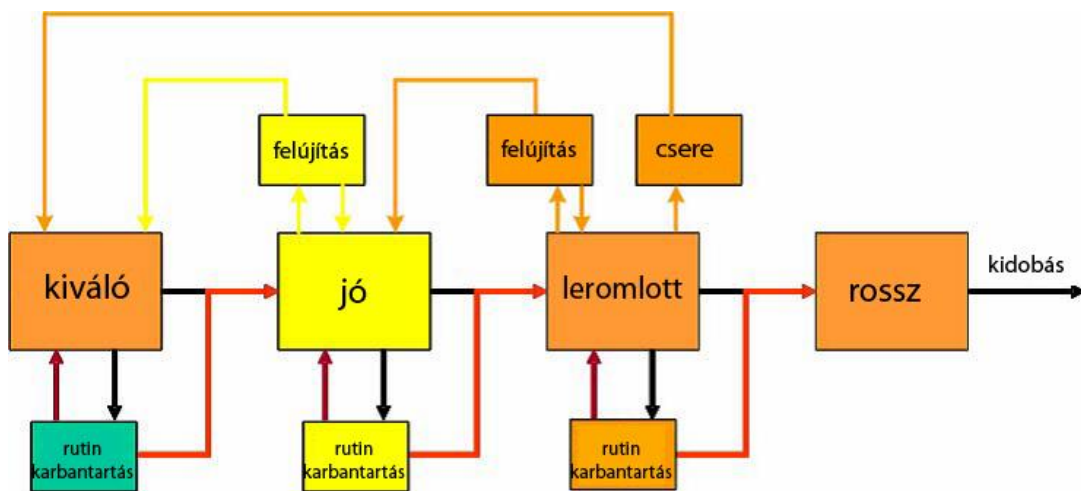 felújítás
felújítás
csere
kiváló
jó
leromlott
rossz
kidobás
rutin
karbantartás
rutin
karbantartás
rutin
karbantartás